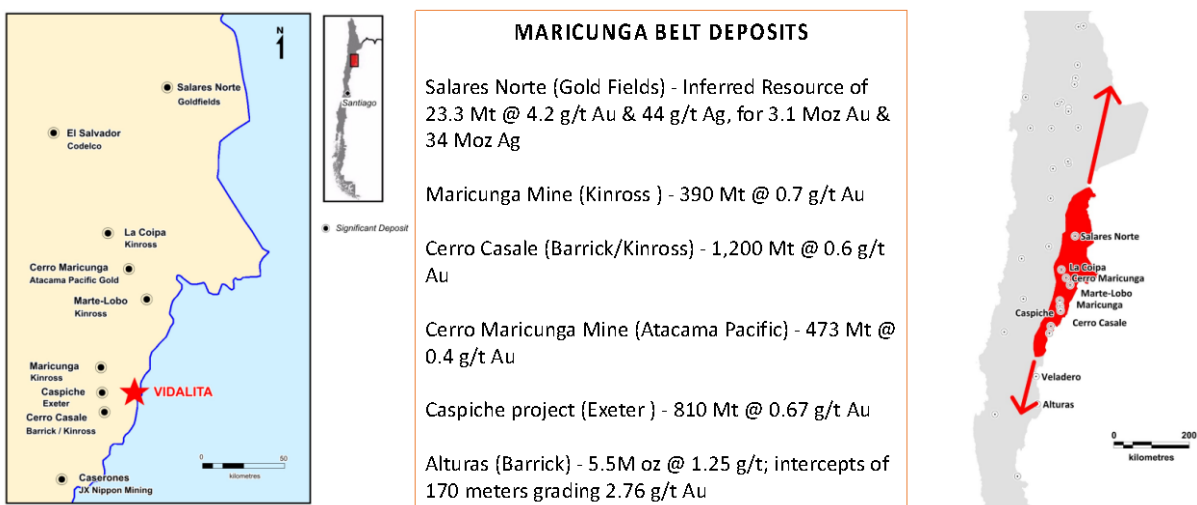 N
Salares Norte
Goldfields
El Salvador
Codelco
La Coipa
Kinross
Cerro Maricunga
Atacama Pacific Gold
Marte-Lobo
Kinross
Maricunga
Kinross
Caspiche
Exeter
VIDALITA
Cerro Casale
Barrick / Kinross
0 50
kilometres
Caserones
JX Nippon Mining
Santiago
Significant Deposit
MARICUNGA BELT DEPOSITS
Salares Norte (Gold Fields) - Inferred Resource of
23.3 Mt @ 4.2 g/t Au & 44 g/t Ag, for 3.1 Moz Au &
34 Moz Ag
Maricunga Mine (Kinross ) - 390 Mt @ 0.7 g/t Au
Cerro Casale (Barrick/Kinross) - 1,200 Mt @ 0.6 g/t
Au
Cerro Maricunga Mine (Atacama Pacific) - 473 Mt @
0.4 g/t Au
Caspiche project (Exeter ) - 810 Mt @ 0.67 g/t Au
Alturas (Barrick) - 5.5M oz @ 1.25 g/t; intercepts of
170 meters grading 2.76 g/t Au
Salares Norte
La Coipa
Cerro Maricunga
Marte-Lobo
Maricunga
Caspiche
Cerro Casale
Veladero
Alturas
0 200
kilometres